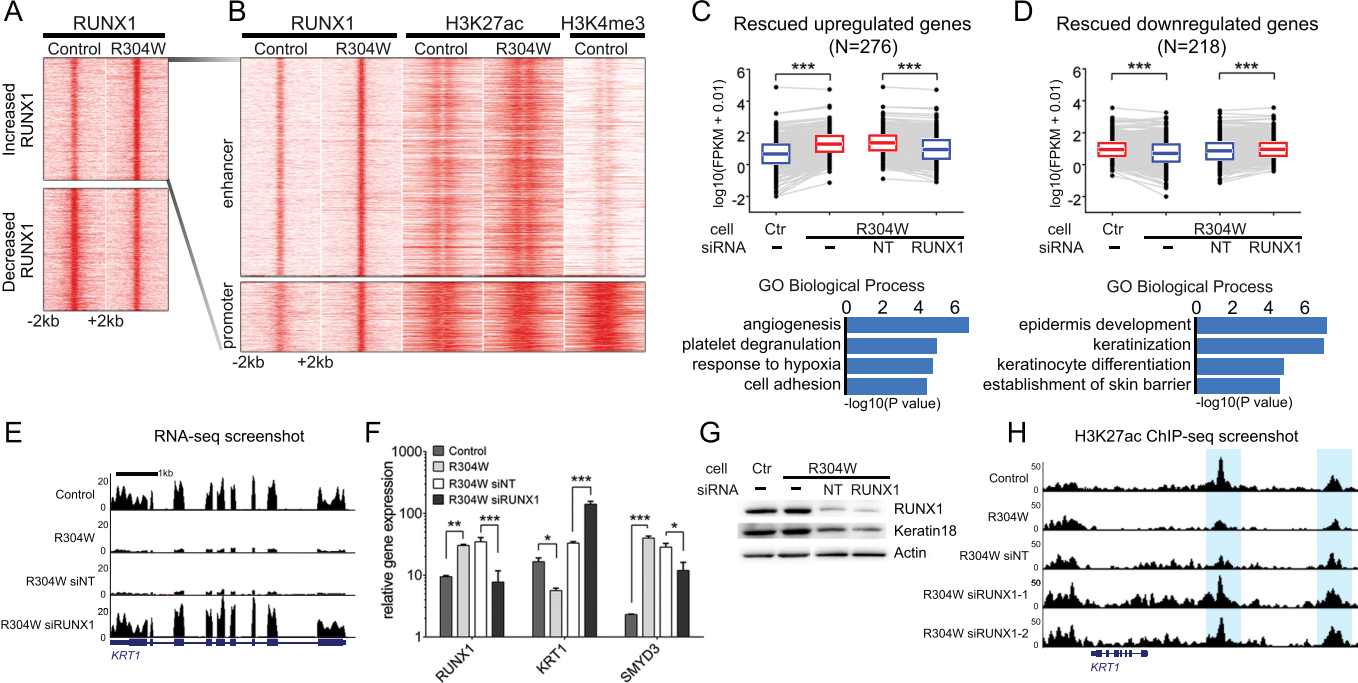 A
RUNX1
Control R304W
Increased
RUNX1
Decreased
RUNX1
-2kb +2kb
B
RUNX1 H3K27ac H3K4me3
Control R304W Control R304W Control
enhancer
promoter
-2kb +2kb
C
Rescued upregulated genes
(N=276)
*** ***
log10(FPKM + 0.01)
6
4
2
0
-2
cell Ctr R304W
siRNA - - NT RUNX1
GO Biological Process
0 2 4 6
angiogenesis
platelet degranulation
response to hypoxia
cell adhesion
-log10(P value)
D
Rescued downregulated genes
(N=218)
*** ***
log10(FPKM + 0.01)
6
4
2
0
-2
cell Ctr R304W
siRNA - - NT RUNX1
GO Biological Process
0 2 4 6
epidermis development
keratinization
keratinocyte differentiation
establishment of skin barrier
-log10(P value)
E
RNA-seq screenshot
1kb
Control 20 0
R304W 20 0
R304W siNT 20 0
R304W siRUNX1 20 0
KRT1
F
relative gene expression
1000
100
10
1
Control
R304W
R304W siNT
R304W siRUNX1
** *** * *** *** *
RUNX1 KRT1 SMYD3
G
cell Ctr R304W
siRNA - - NT RUNX1
RUNX1
Keratin18
Actin
H
H3K27ac ChIP-seq screenshot
Control 50 0
R304W 50 0
R304W siNT 50 0
R304W siRUNX1-1 50 0
R304W siRUNX1-2 50 0
KRT1